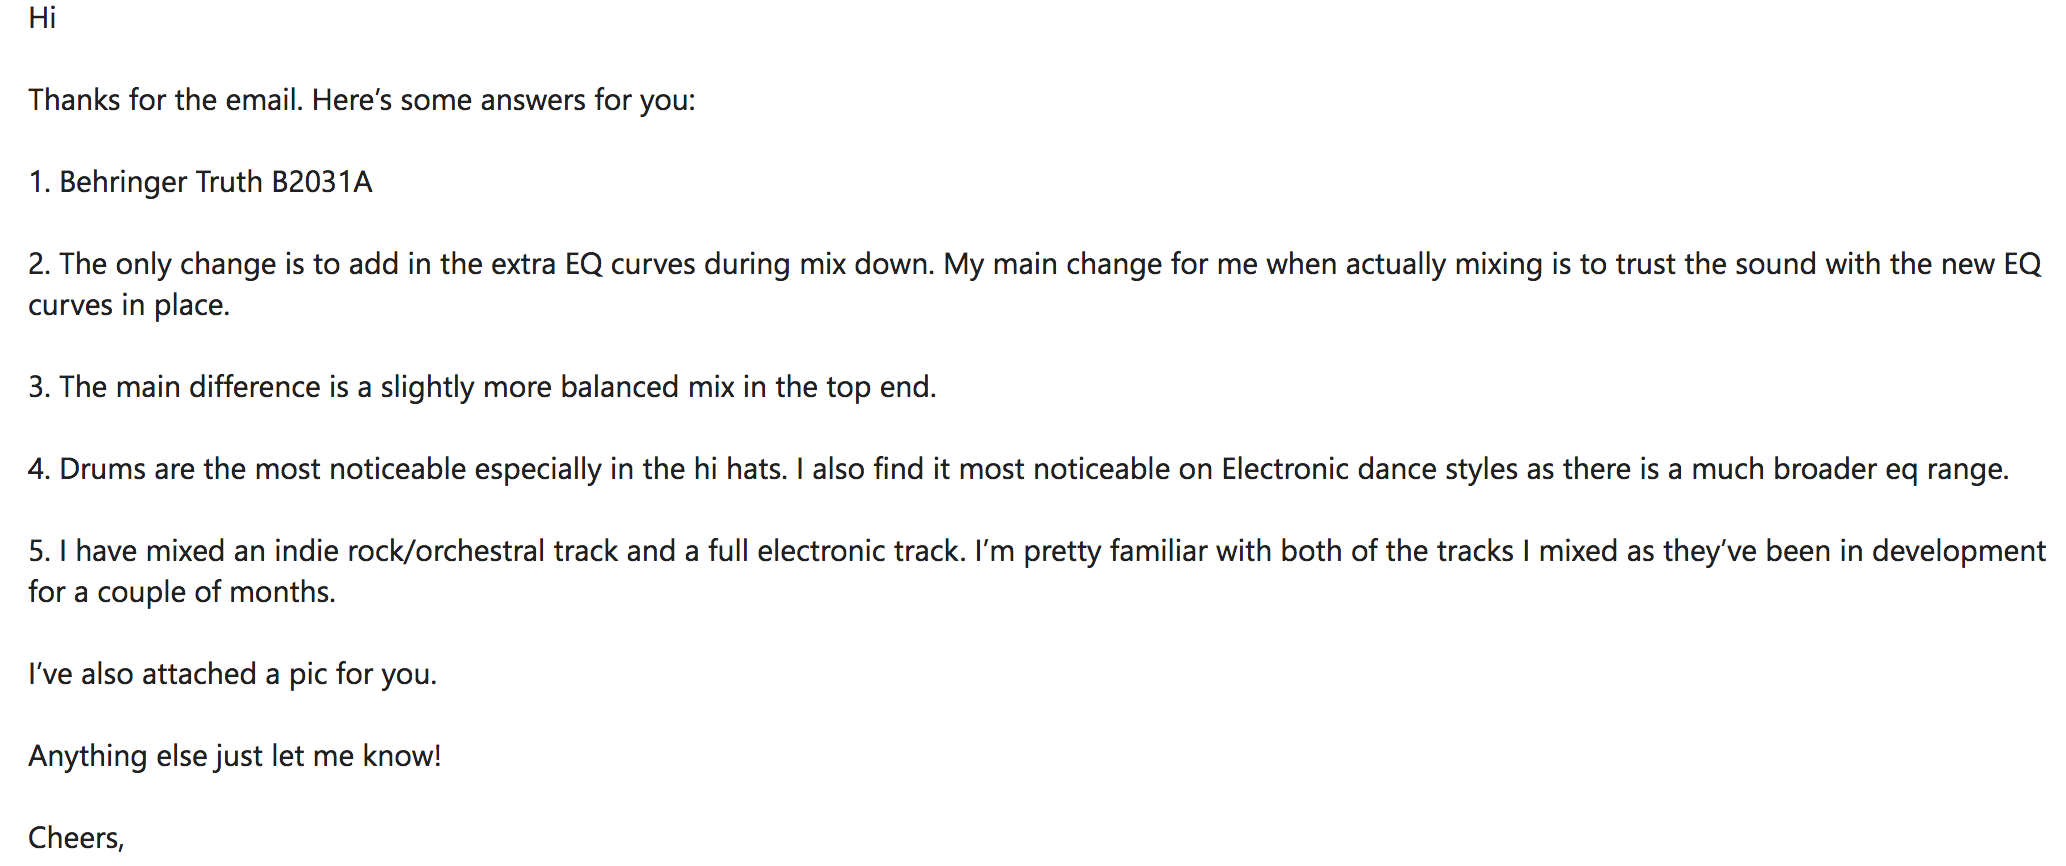 Hi
Thanks for the email. Here’s some answers for you:
1. Behringer Truth B2031A
2. The only change is to add in the extra EQ curves during mix down. My main change for me when actually mixing is to trust the sound with the new EQ
curves in place.
3. The main difference is a slightly more balanced mix in the top end.
4. Drums are the most noticeable especially in the hi hats. I also find it most noticeable on Electronic dance styles as there is a much broader eq range.
5. I have mixed an indie rock/orchestral track and a full electronic track. I’m pretty familiar with both of the tracks I mixed as they’ve been in development
for a couple of months.
I’ve also attached a pic for you.
Anything else just let me know!
Cheers,